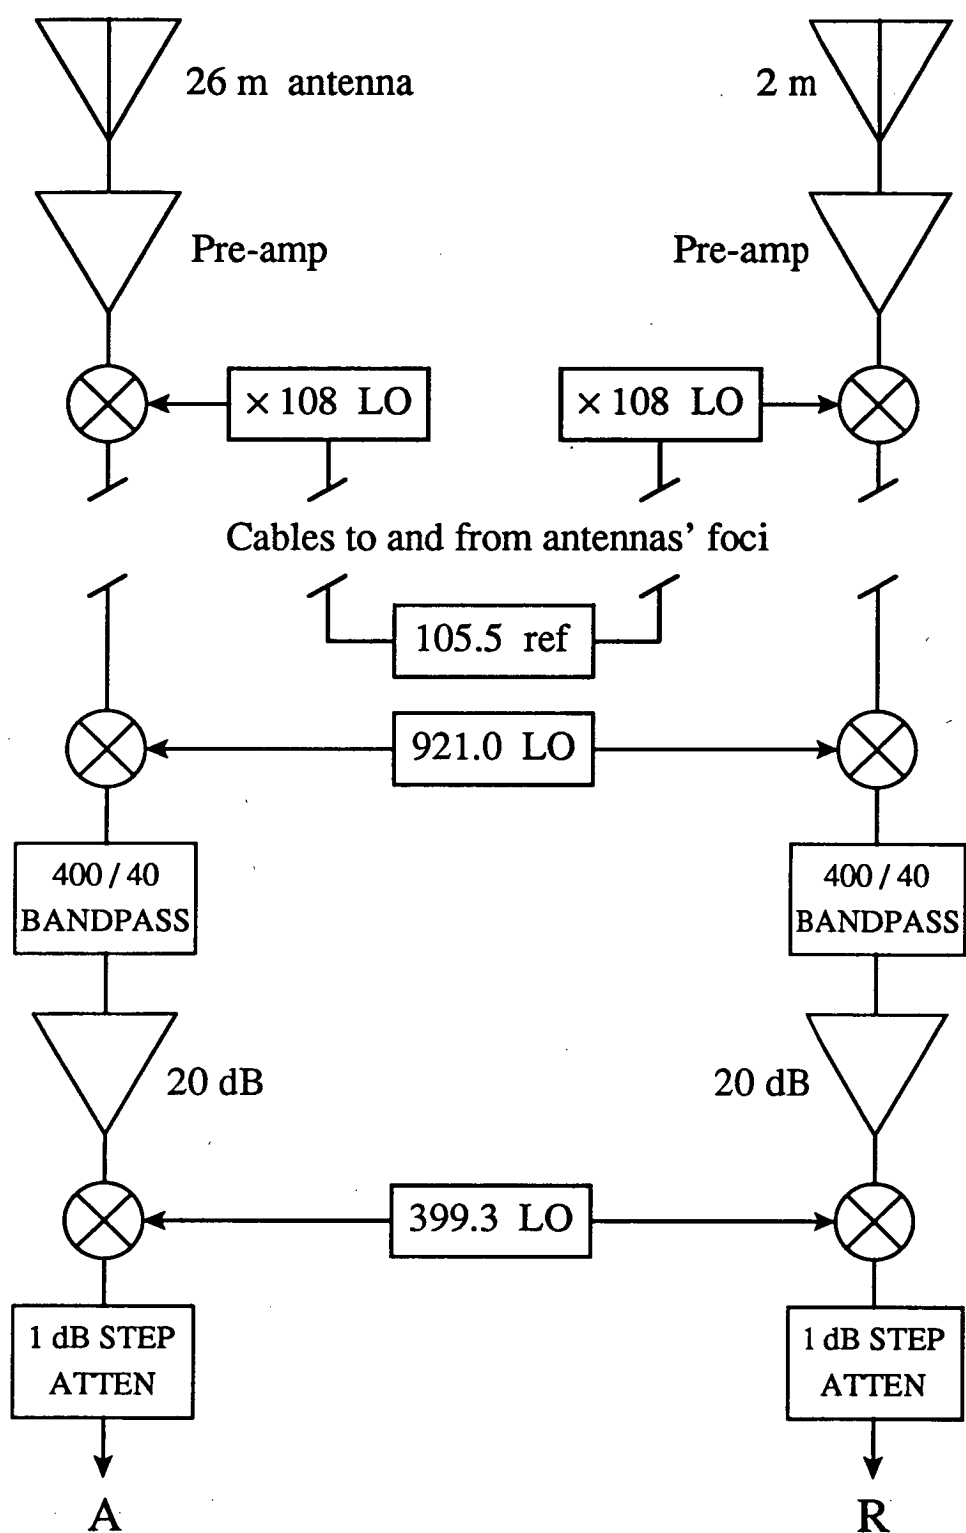 26 m antenna
2 m
Pre-amp
Pre-amp
× 108 LO
× 108 LO
Cables to and from antennas’ foci
105.5 ref
921.0 LO
400 / 40
BANDPASS
400 / 40
BANDPASS
20 dB
20 dB
399.3 LO
1 dB STEP
ATTEN
1 dB STEP
ATTEN
A
R